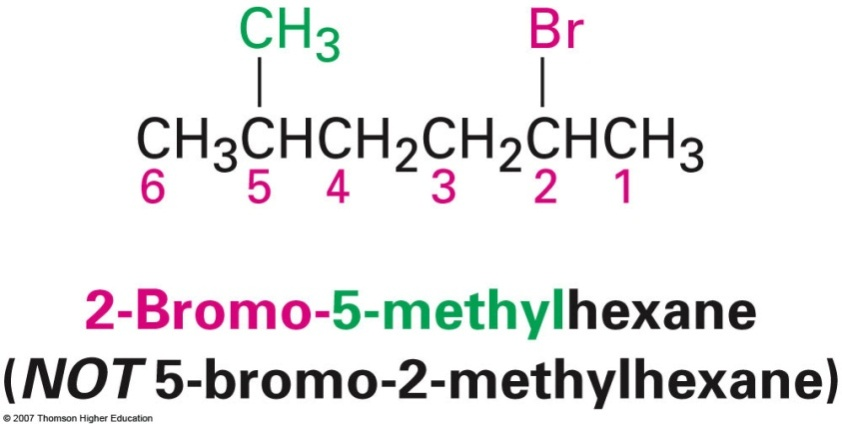 CH₃ Br
CH₃CHCH₂CH₂CHCH₃
6 5 4 3 2 1
2-Bromo-5-methylhexane
(NOT 5-bromo-2-methylhexane)
© 2007 Thomson Higher Education